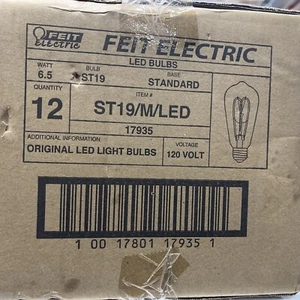 FEIT
electric
FEIT ELECTRIC
LED BULBS
WATT BULB BASE
6.5 ST19 STANDARD
QUANTITY ITEM #
12 ST19/M/LED
17935
ADDITIONAL INFORMATION VOLTAGE
ORIGINAL LED LIGHT BULBS 120 VOLT
1 00 17801 17935 1